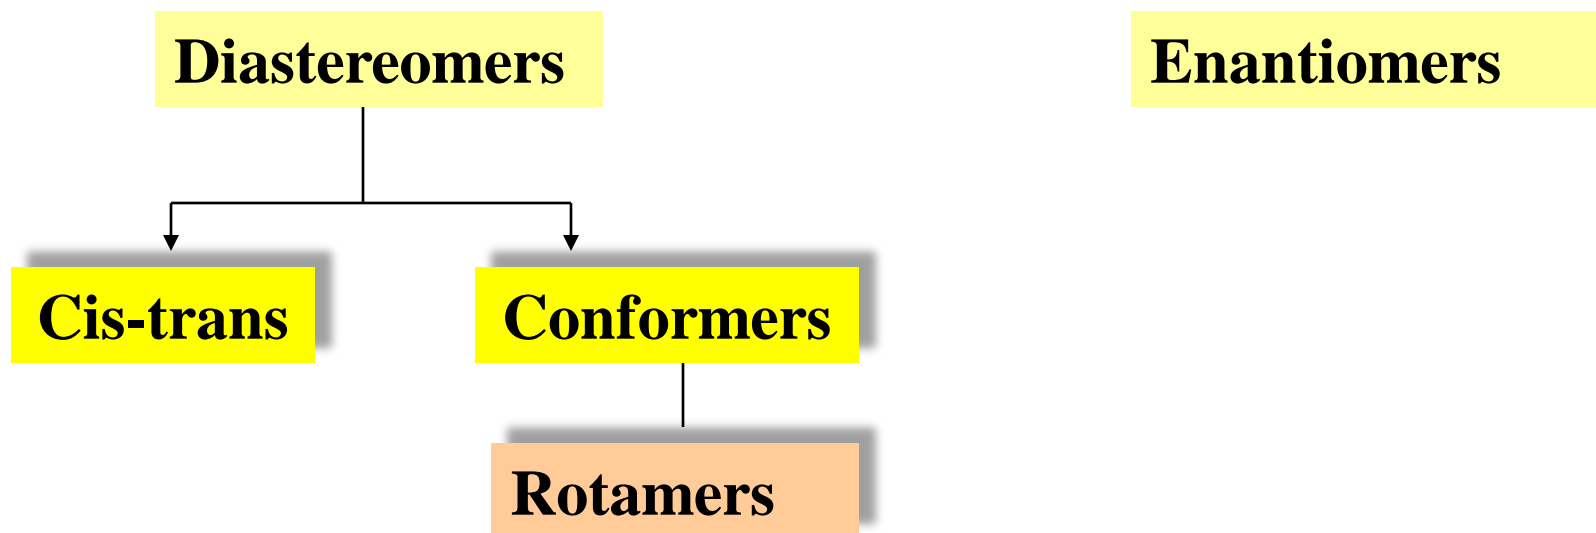 Diastereomers
Enantiomers
Cis-trans
Conformers
Rotamers